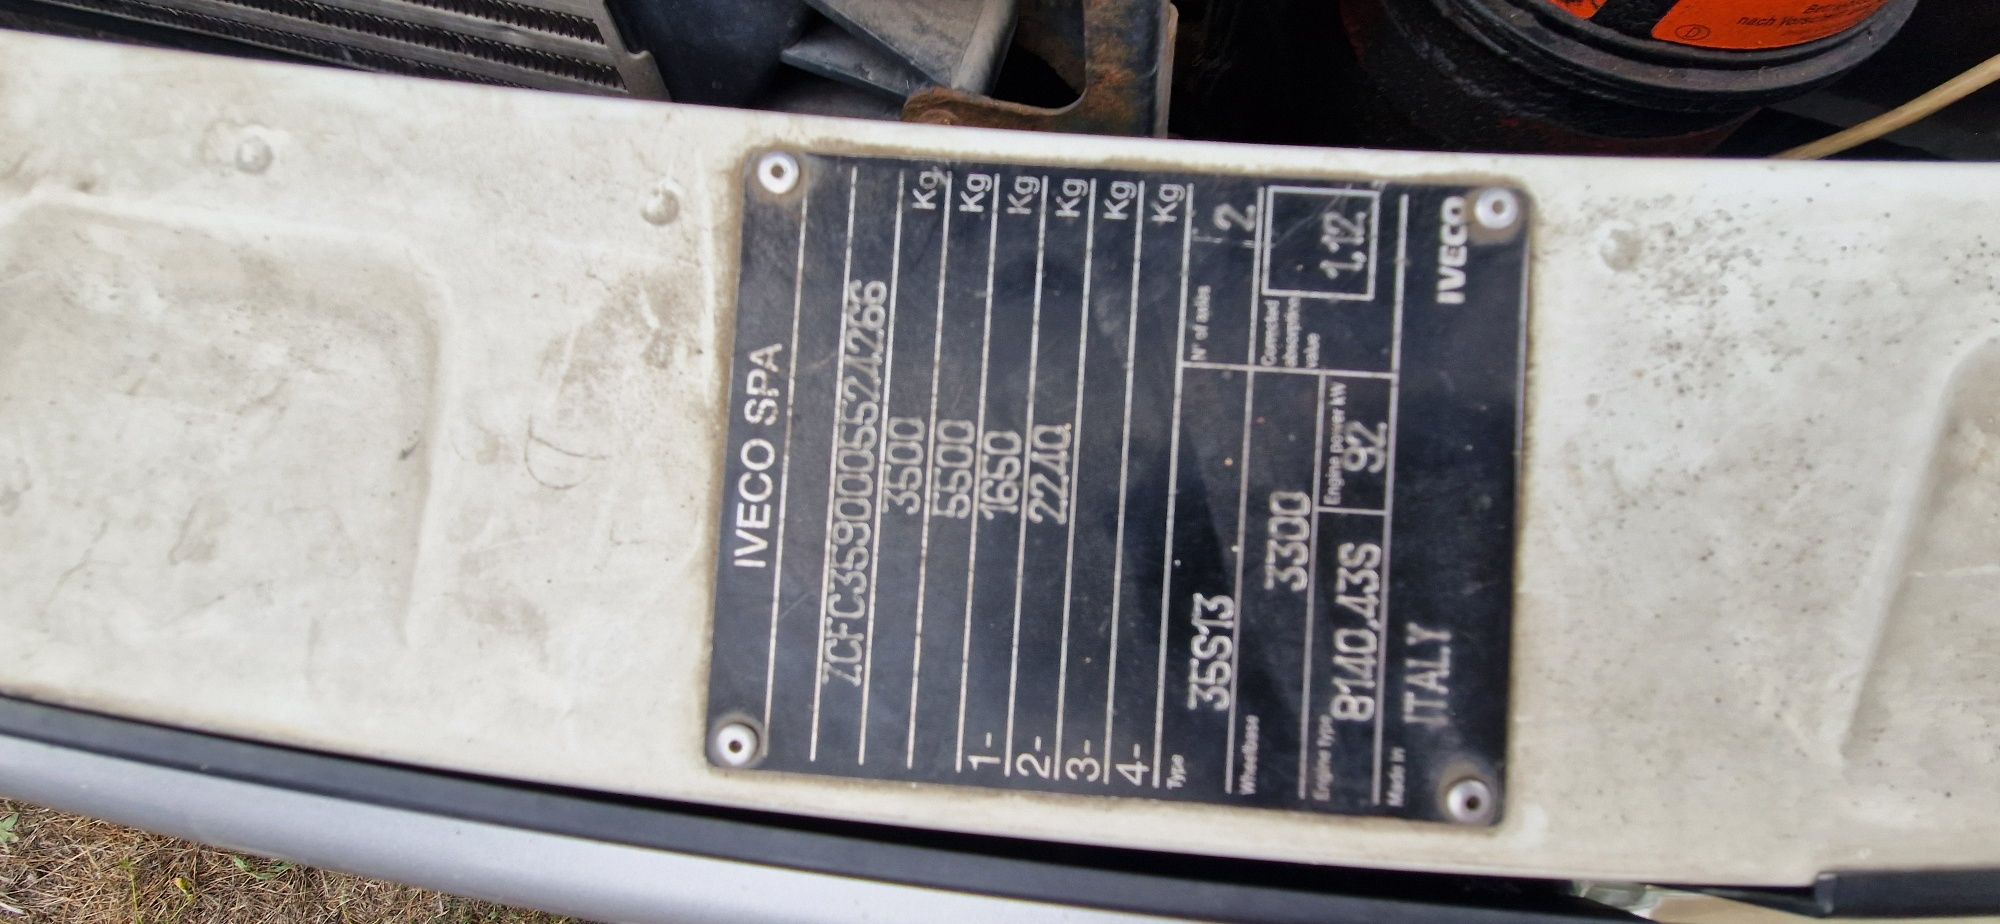 IVECO SPA
ZCFC3590005524266
3500 Kg
5500 Kg
1- 1650 Kg
2- 2240 Kg
3- Kg
4- Kg
Type 35S13
N° of axles 2
Wheelbase 3300
Corrected absorption value 1,12
Engine type 8140.43S
Engine power kW 92
Made in ITALY
IVECO
D
nach